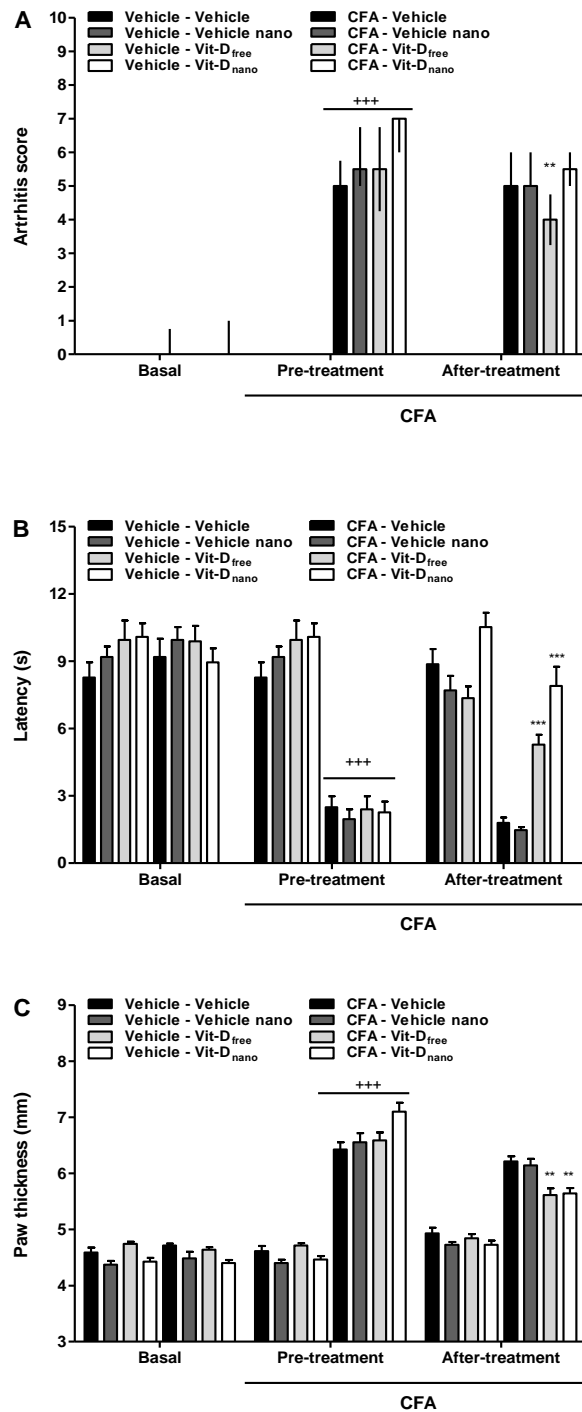 A
Vehicle - Vehicle
Vehicle - Vehicle nano
Vehicle - Vit-Dfree
Vehicle - Vit-Dnano
CFA - Vehicle
CFA - Vehicle nano
CFA - Vit-Dfree
CFA - Vit-Dnano
Artrhitis score
10
9
8
7
6
5
4
3
2
1
0
+++
**
Basal
Pre-treatment
After-treatment
CFA
B
Vehicle - Vehicle
Vehicle - Vehicle nano
Vehicle - Vit-Dfree
Vehicle - Vit-Dnano
CFA - Vehicle
CFA - Vehicle nano
CFA - Vit-Dfree
CFA - Vit-Dnano
Latency (s)
15
12
9
6
3
0
+++
***
***
Basal
Pre-treatment
After-treatment
CFA
C
Vehicle - Vehicle
Vehicle - Vehicle nano
Vehicle - Vit-Dfree
Vehicle - Vit-Dnano
CFA - Vehicle
CFA - Vehicle nano
CFA - Vit-Dfree
CFA - Vit-Dnano
Paw thickness (mm)
9
8
7
6
5
4
3
+++
**
**
Basal
Pre-treatment
After-treatment
CFA